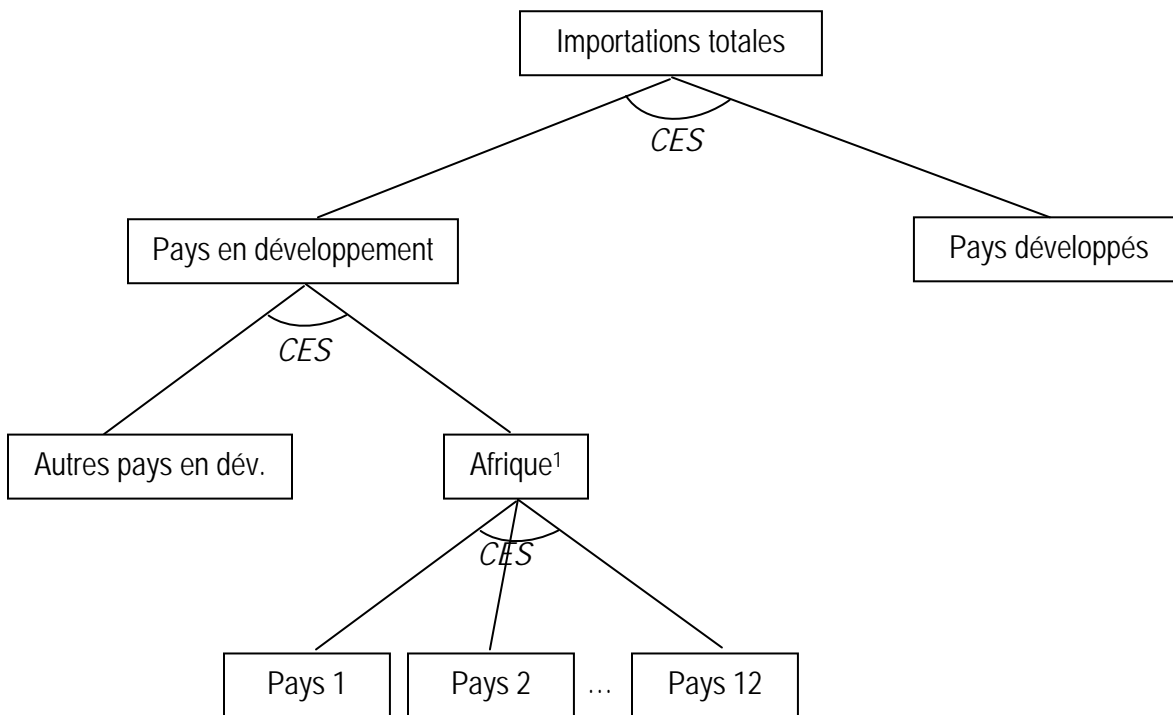 Importations totales
CES
Pays en développement
Pays développés
CES
Autres pays en dév.
Afrique¹
CES
Pays 1
Pays 2
...
Pays 12